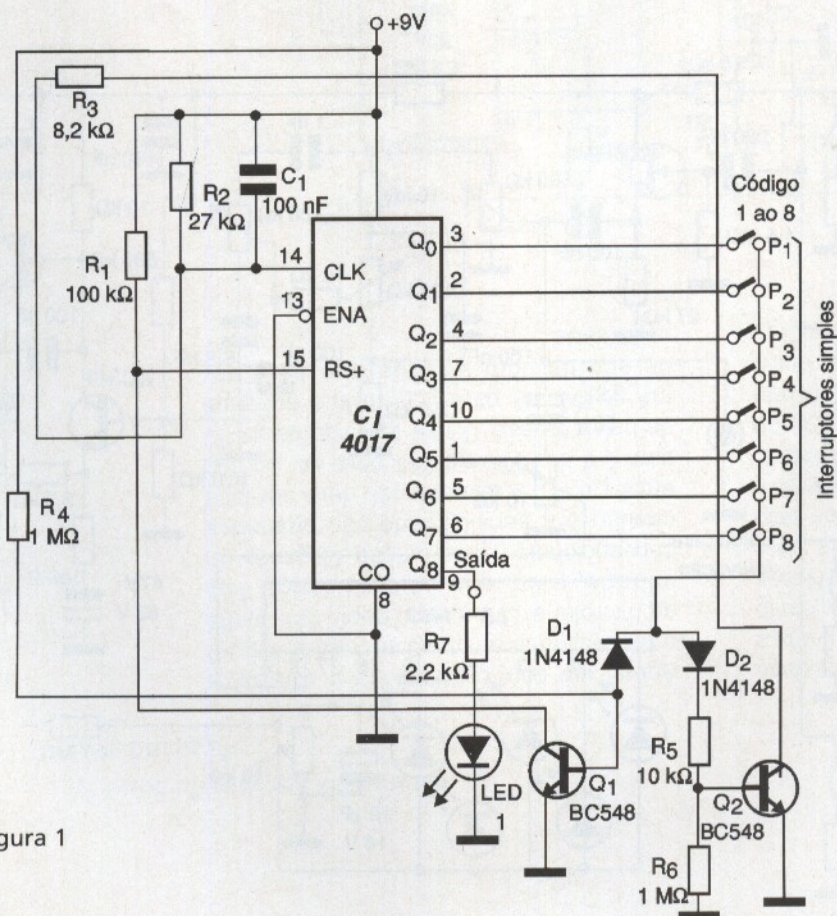 +9V
R3
8,2 kΩ
R2
27 kΩ
C1
100 nF
R1
100 kΩ
14
CLK
13
ENA
15
RS+
CI
4017
CO
8
Q0
3
Q1
2
Q2
4
Q3
7
Q4
10
Q5
1
Q6
5
Q7
6
Q8
9
Saída
Código
1 ao 8
P1
P2
P3
P4
P5
P6
P7
P8
Interruptores simples
R4
1 MΩ
R7
2,2 kΩ
LED
1
D1
1N4148
D2
1N4148
R5
10 kΩ
Q1
BC548
Q2
BC548
R6
1 MΩ
gura 1